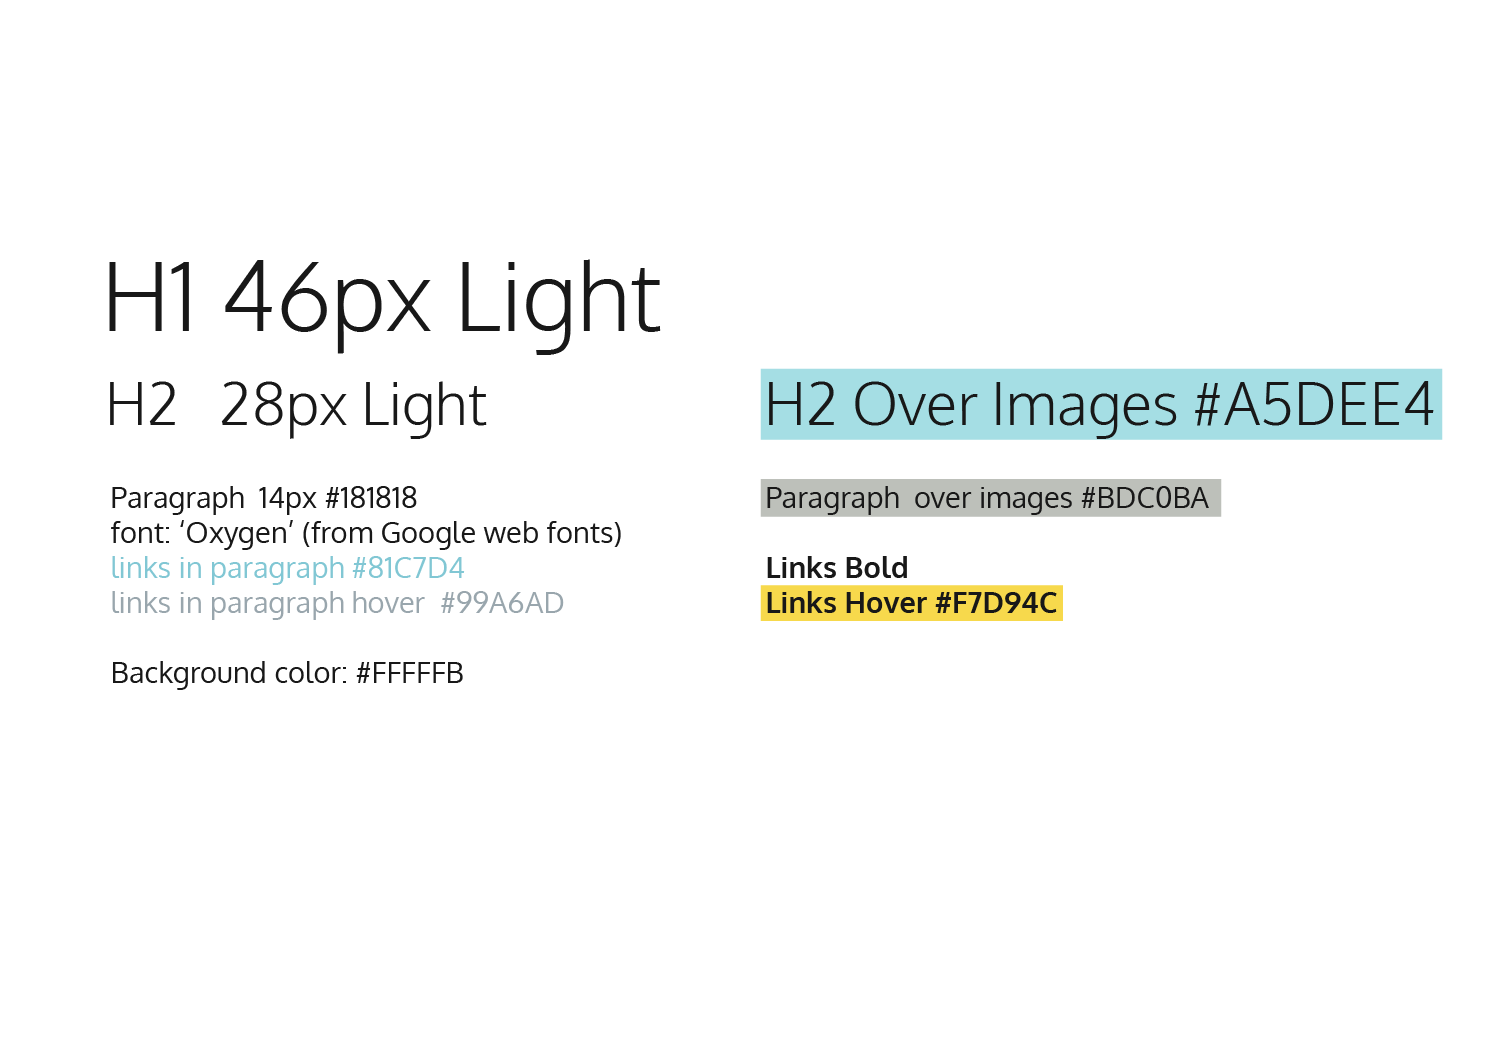 H1 46px Light
H2 28px Light
Paragraph 14px #181818
font: ‘Oxygen’ (from Google web fonts)
links in paragraph #81C7D4
links in paragraph hover #99A6AD
Background color: #FFFFFB
H2 Over Images #A5DEE4
Paragraph over images #BDC0BA
Links Bold
Links Hover #F7D94C